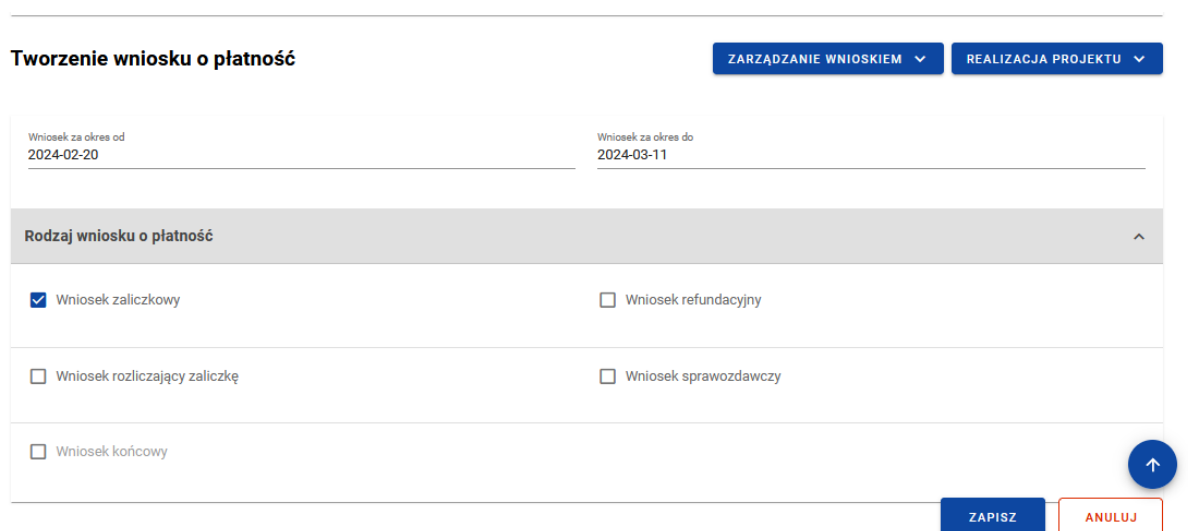 Tworzenie wniosku o płatność
ZARZĄDZANIE WNIOSKIEM
REALIZACJA PROJEKTU
Wniosek za okres od
2024-02-20
Wniosek za okres do
2024-03-11
Rodzaj wniosku o płatność
Wniosek zaliczkowy
Wniosek refundacyjny
Wniosek rozliczający zaliczkę
Wniosek sprawozdawczy
Wniosek końcowy
ZAPISZ
ANULUJ